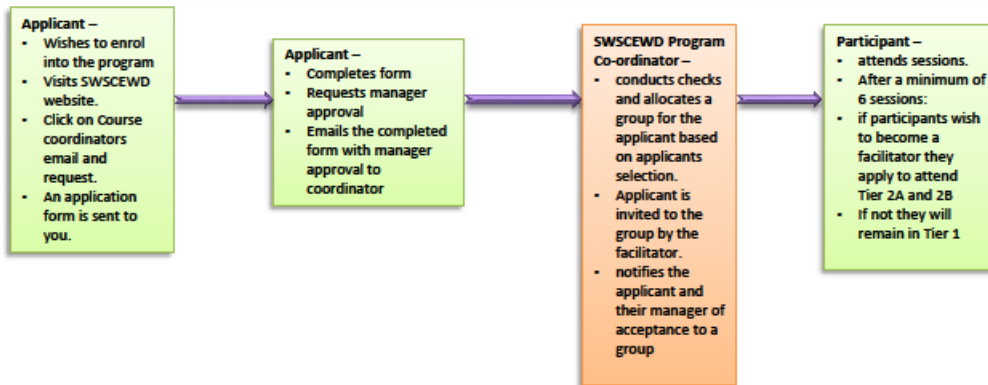 Applicant –
• Wishes to enrol
into the program
• Visits SWSCEWD
website.
• Click on Course
coordinators
email and
request.
• An application
form is sent to
you.
Applicant –
• Completes form
• Requests manager
approval
• Emails the completed
form with manager
approval to
coordinator
SWSCEWD Program
Co-ordinator –
• conducts checks
and allocates a
group for the
applicant based
on applicants
selection.
• Applicant is
invited to the
group by the
facilitator.
• notifies the
applicant and
their manager of
acceptance to a
group
Participant –
• attends sessions.
• After a minimum of
6 sessions:
• if participants wish
to become a
facilitator they
apply to attend
Tier 2A and 2B
• If not they will
remain in Tier 1